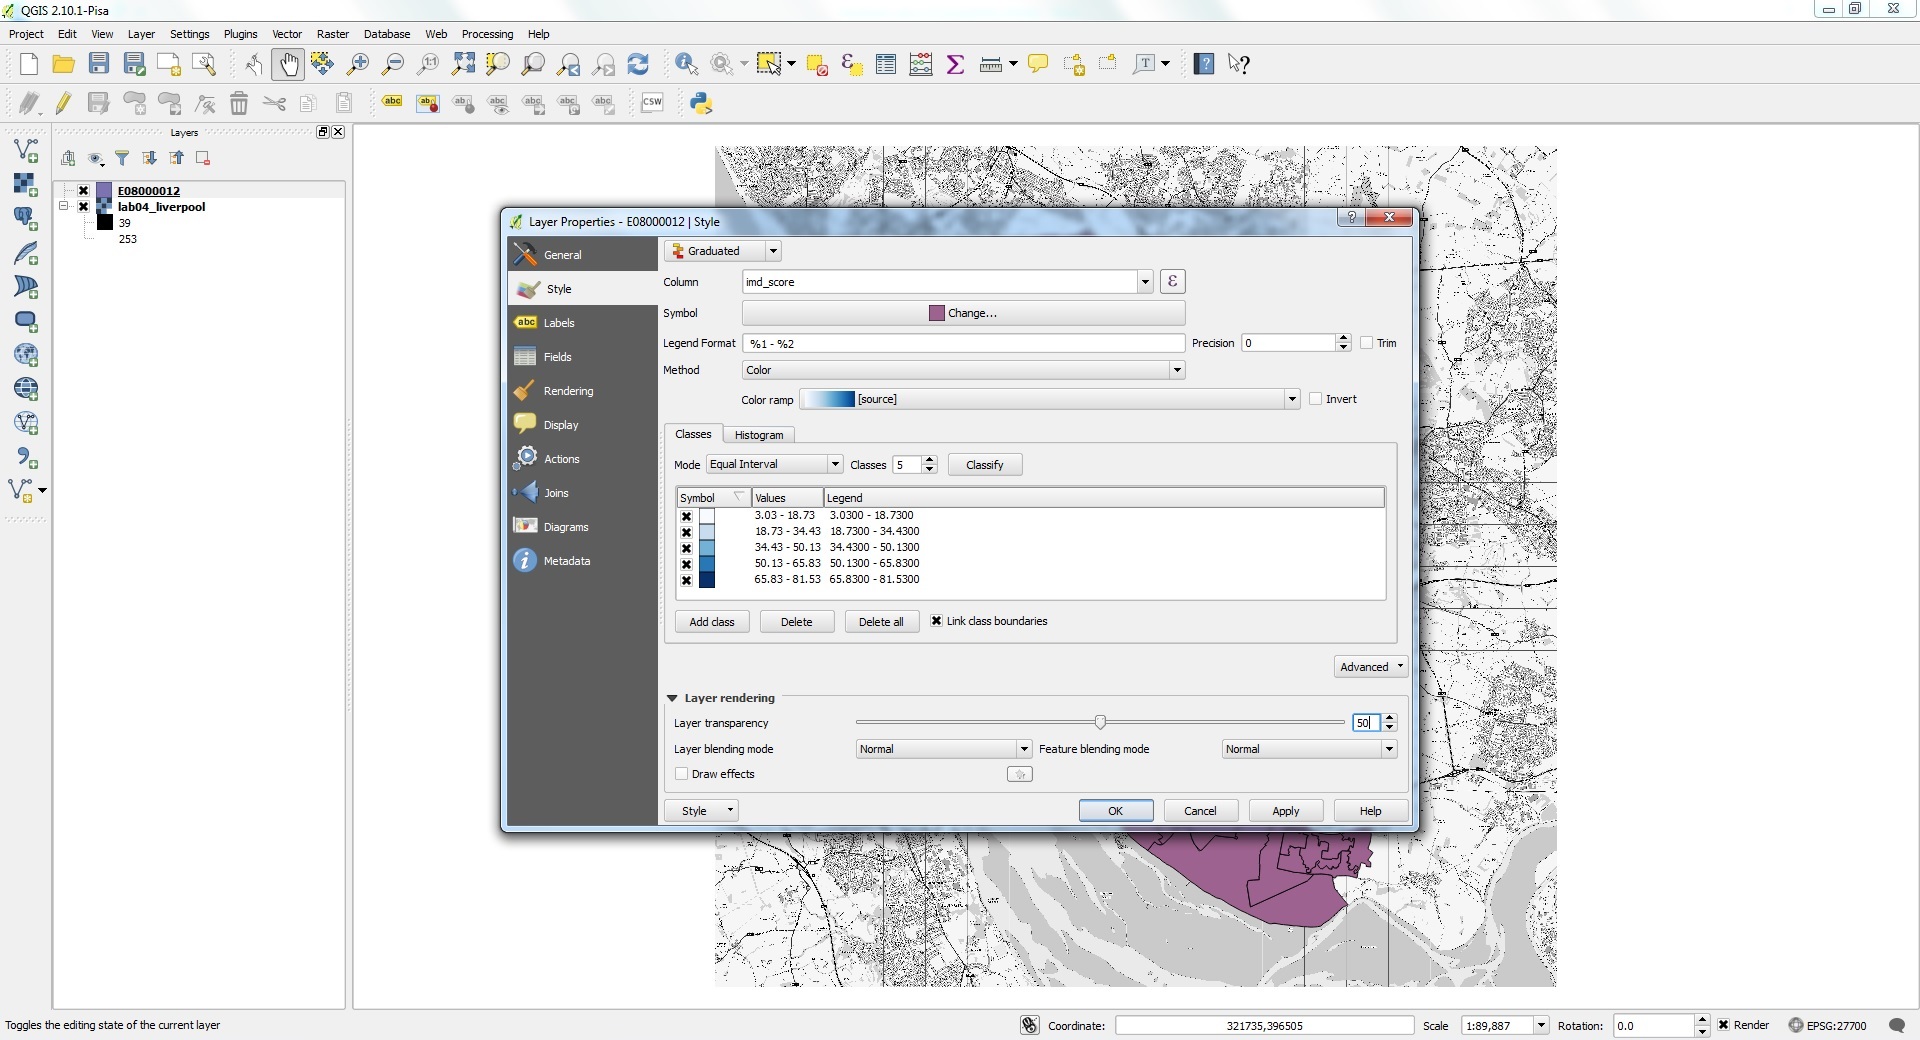 QGIS 2.10.1-Pisa
Project Edit View Layer Settings Plugins Vector Raster Database Web Processing Help
abc abc abc abc abc abc abc CSW
Layers
E08000012
lab04_liverpool
39
253
Layer Properties - E08000012 | Style
General
Style
Labels
Fields
Rendering
Display
Actions
Joins
Diagrams
Metadata
Graduated
Column imd_score ε
Symbol Change...
Legend Format %1 - %2 Precision 0 Trim
Method Color
Color ramp [source] Invert
Classes Histogram
Mode Equal Interval Classes 5 Classify
Symbol Values Legend
3.03 - 18.73 3.0300 - 18.7300
18.73 - 34.43 18.7300 - 34.4300
34.43 - 50.13 34.4300 - 50.1300
50.13 - 65.83 50.1300 - 65.8300
65.83 - 81.53 65.8300 - 81.5300
Add class Delete Delete all Link class boundaries
Advanced
Layer rendering
Layer transparency 50
Layer blending mode Normal Feature blending mode Normal
Draw effects
Style OK Cancel Apply Help
Toggles the editing state of the current layer Coordinate: 321735,396505 Scale 1:89,887 Rotation: 0.0 Render EPSG:27700